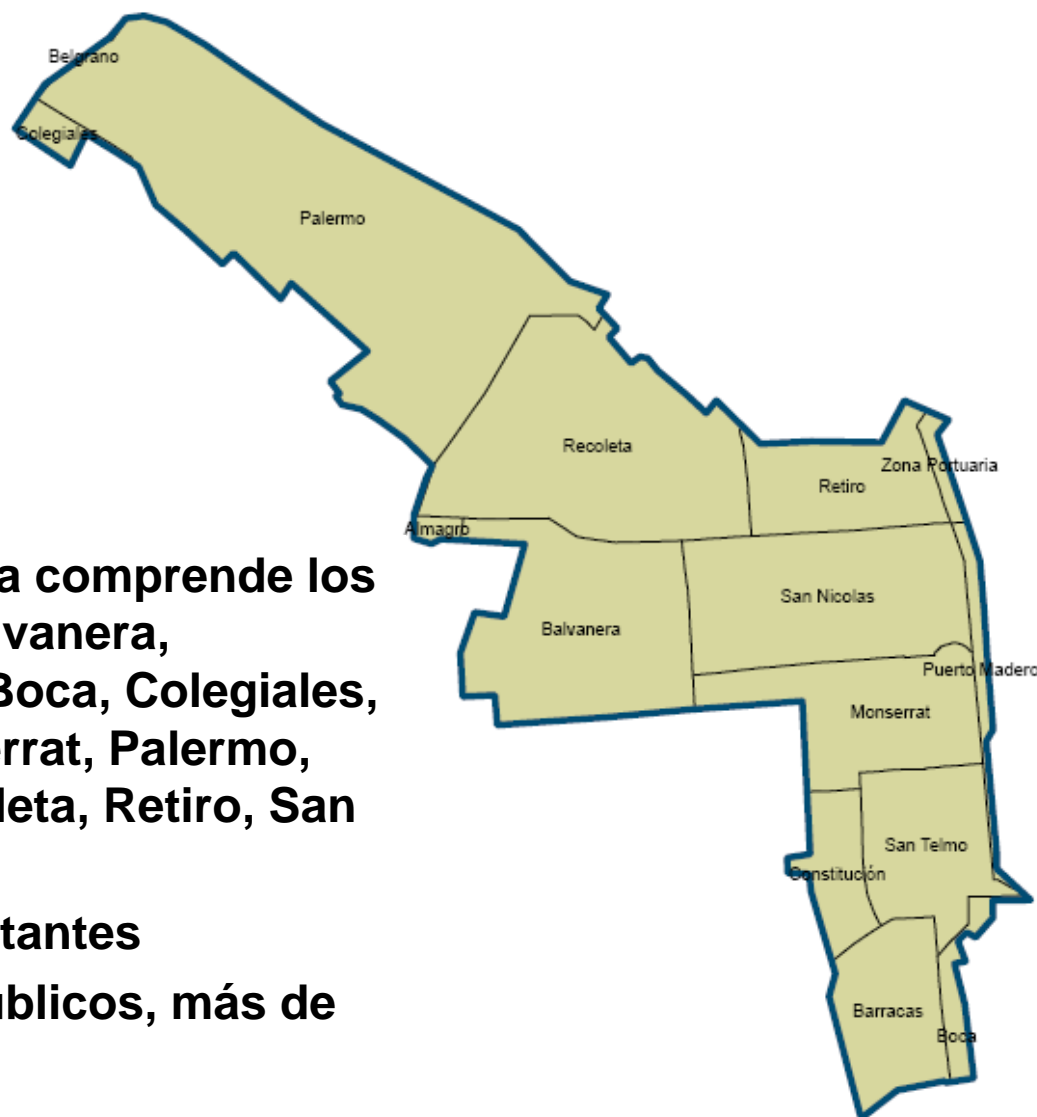 Belgrano
Colegiales
Palermo
Recoleta
Zona Portuaria
Retiro
Almagro
San Nicolas
Balvanera
Puerto Madero
Monserrat
San Telmo
Constitución
Barracas
Boca
a comprende los
vanera,
Boca, Colegiales,
rrat, Palermo,
leta, Retiro, San
tantes
úblicos, más de